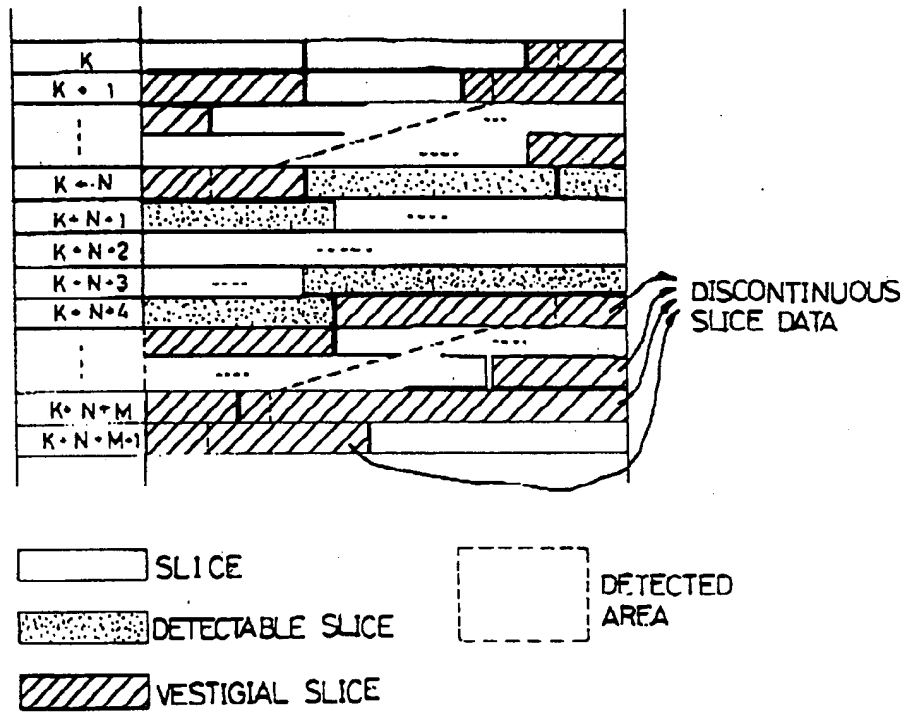 K
K + 1
K + N
K + N + 1
K + N + 2
K + N + 3
K + N + 4
K + N + M
K + N + M + 1
DISCONTINUOUS
SLICE DATA
SLICE
DETECTABLE SLICE
VESTIGIAL SLICE
DETECTED
AREA